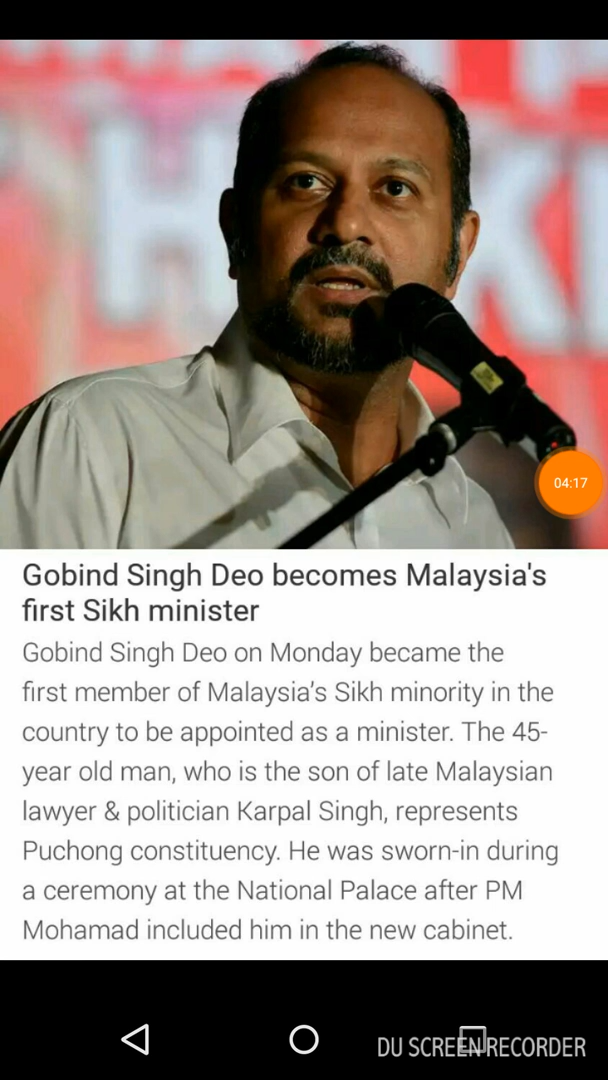 04:17
Gobind Singh Deo becomes Malaysia's
first Sikh minister
Gobind Singh Deo on Monday became the
first member of Malaysia's Sikh minority in the
country to be appointed as a minister. The 45-
year old man, who is the son of late Malaysian
lawyer & politician Karpal Singh, represents
Puchong constituency. He was sworn-in during
a ceremony at the National Palace after PM
Mohamad included him in the new cabinet.
DU SCREEN RECORDER